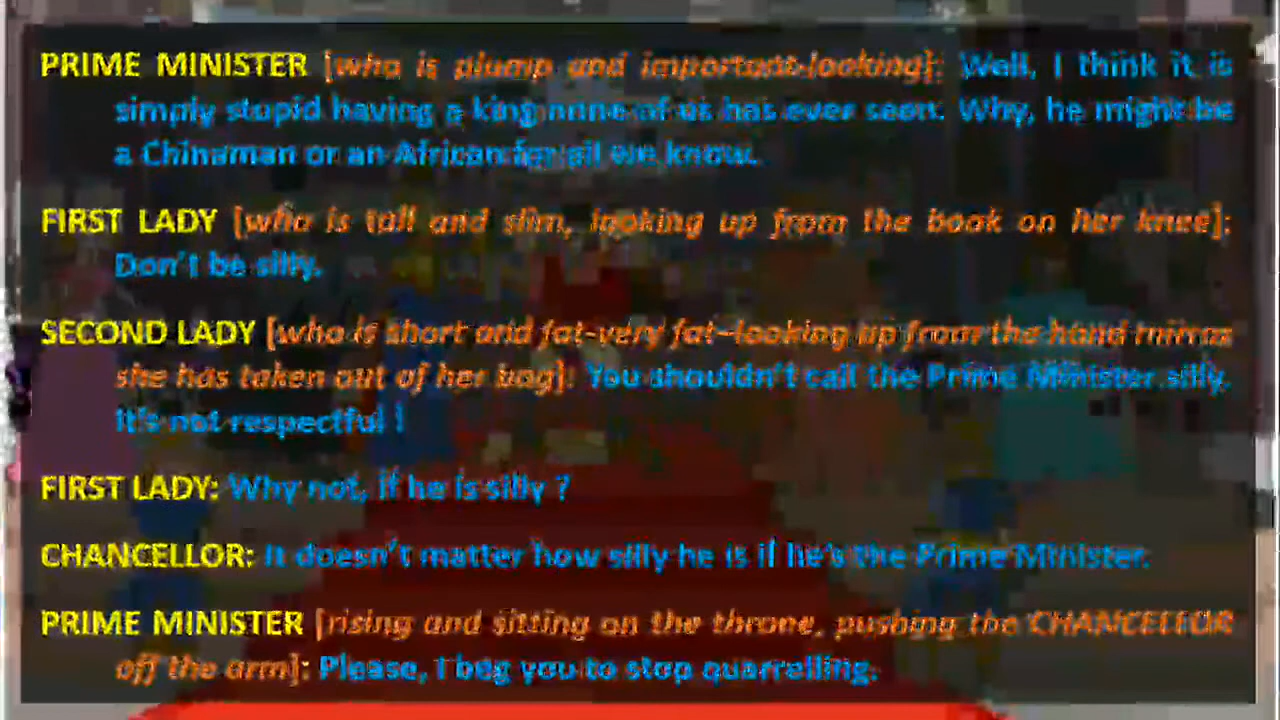 PRIME MINISTER [who is plump and important-looking]: Well, I think it is
simply stupid having a king none of us has ever seen. Why, he might be
a Chinaman or an African for all we know.
FIRST LADY [who is tall and slim, looking up from the book on her knee]:
Don't be silly.
SECOND LADY [who is short and fat-very fat-looking up from the hand mirror
she has taken out of her bag]: You shouldn't call the Prime Minister silly.
It's not respectful !
FIRST LADY: Why not, if he is silly ?
CHANCELLOR: It doesn't matter how silly he is if he's the Prime Minister.
PRIME MINISTER [rising and sitting on the throne, pushing the CHANCELLOR
off the arm]: Please, I beg you to stop quarrelling.